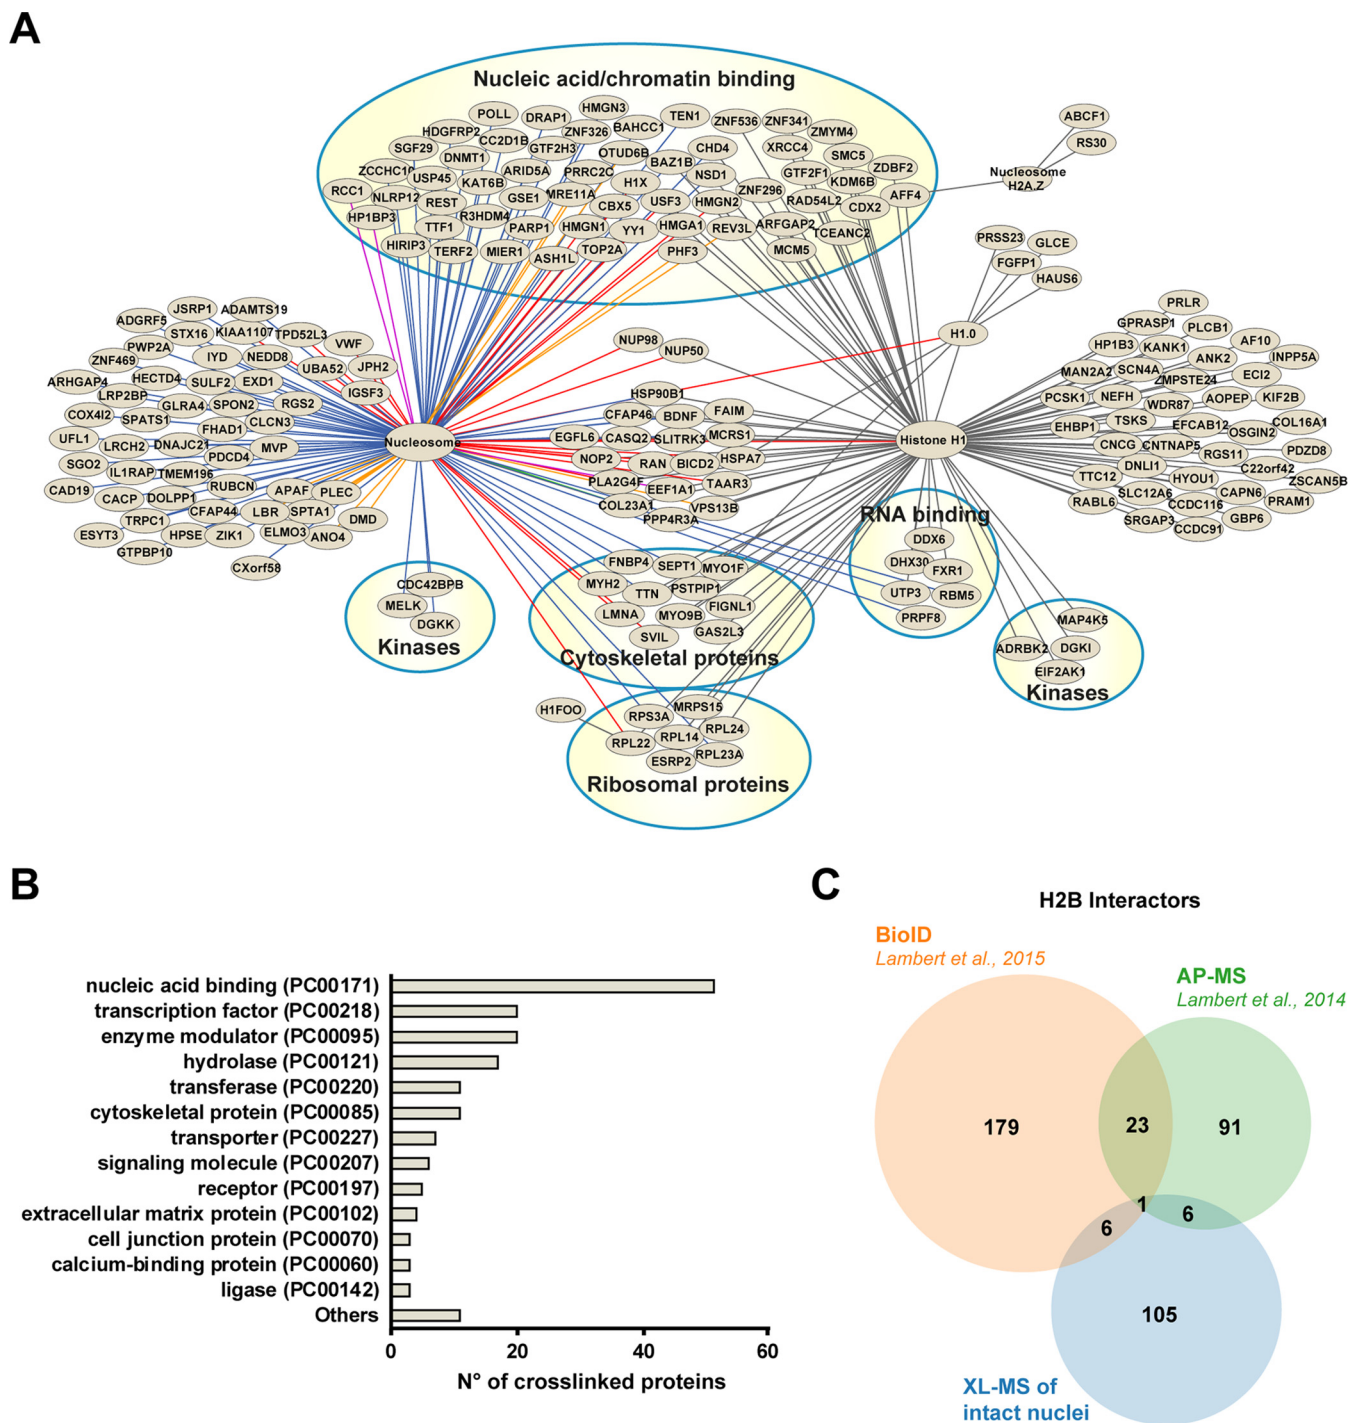 A
Nucleic acid/chromatin binding
POLL
DRAP1
HMGN3
TEN1
ZNF536
ZNF341
ZMYM4
HDGFRP2
CC2D1B
ZNF326
BAHCC1
SGF29
DNMT1
GTF2H3
OTUD6B
CHD4
XRCC4
SMC5
ZDBF2
ZCCHC10
USP45
KAT6B
ARID5A
PRRC2C
BAZ1B
NSD1
GTF2F1
KDM6B
AFF4
RCC1
NLRP12
REST
GSE1
MRE11A
H1X
CBX5
USF3
HMGN2
ZNF296
RAD54L2
CDX2
HP1BP3
TTF1
R3HDM4
PARP1
HMGN1
YY1
HMGA1
REV3L
ARFGAP2
TCEANC2
HIRIP3
TERF2
MIER1
ASH1L
TOP2A
PHF3
MCM5
ABCF1
RS30
Nucleosome
H2A.Z
PRSS23
GLCE
FGFP1
HAUS6
H1.0
JSRP1
ADAMTS19
ADGRF5
STX16
KIAA1107
TPD52L3
VWF
PWP2A
IYD
NEDD8
UBA52
JPH2
ZNF469
HECTD4
SULF2
EXD1
IGSF3
ARHGAP4
LRP2BP
GLRA4
SPON2
RGS2
COX4I2
SPATS1
FHAD1
CLCN3
UFL1
LRCH2
DNAJC21
PDCD4
MVP
SGO2
IL1RAP
TMEM196
RUBCN
APAF
PLEC
CAD19
CACP
DOLPP1
CFAP44
LBR
SPTA1
DMD
TRPC1
ESYT3
HPSE
ZIK1
ELMO3
ANO4
GTPBP10
CXorf58
Nucleosome
NUP98
NUP50
HSP90B1
CFAP46
BDNF
FAIM
EGFL6
CASQ2
SLITRK3
MCRS1
NOP2
RAN
BICD2
HSPA7
PLA2G4F
EEF1A1
TAAR3
COL23A1
PPP4R3A
VPS13B
Histone H1
PRLR
GPRASP1
PLCB1
AF10
HP1B3
KANK1
ANK2
INPP5A
MAN2A2
SCN4A
ZMPSTE24
ECI2
PCSK1
NEFH
WDR87
AOPEP
KIF2B
EHBP1
TSKS
EFCAB12
OSGIN2
COL16A1
CNCG
CNTNAP5
RGS11
PDZD8
TTC12
DNLI1
HYOU1
C22orf42
ZSCAN5B
RABL6
SLC12A6
CCDC116
CAPN6
PRAM1
SRGAP3
CCDC91
GBP6
CDC42BPB
MELK
DGKK
Kinases
FNBP4
SEPT1
MYO1F
MYH2
TTN
PSTPIP1
LMNA
MYO9B
FIGNL1
SVIL
GAS2L3
Cytoskeletal proteins
RNA binding
DDX6
DHX30
FXR1
UTP3
RBM5
PRPF8
MAP4K5
ADRBK2
DGKI
EIF2AK1
Kinases
H1FOO
RPS3A
MRPS15
RPL22
RPL14
RPL24
ESRP2
RPL23A
Ribosomal proteins
B
nucleic acid binding (PC00171)
transcription factor (PC00218)
enzyme modulator (PC00095)
hydrolase (PC00121)
transferase (PC00220)
cytoskeletal protein (PC00085)
transporter (PC00227)
signaling molecule (PC00207)
receptor (PC00197)
extracellular matrix protein (PC00102)
cell junction protein (PC00070)
calcium-binding protein (PC00060)
ligase (PC00142)
Others
0
20
40
60
N° of crosslinked proteins
C
H2B Interactors
BioID
Lambert et al., 2015
AP-MS
Lambert et al., 2014
179
23
91
1
6
6
105
XL-MS of
intact nuclei